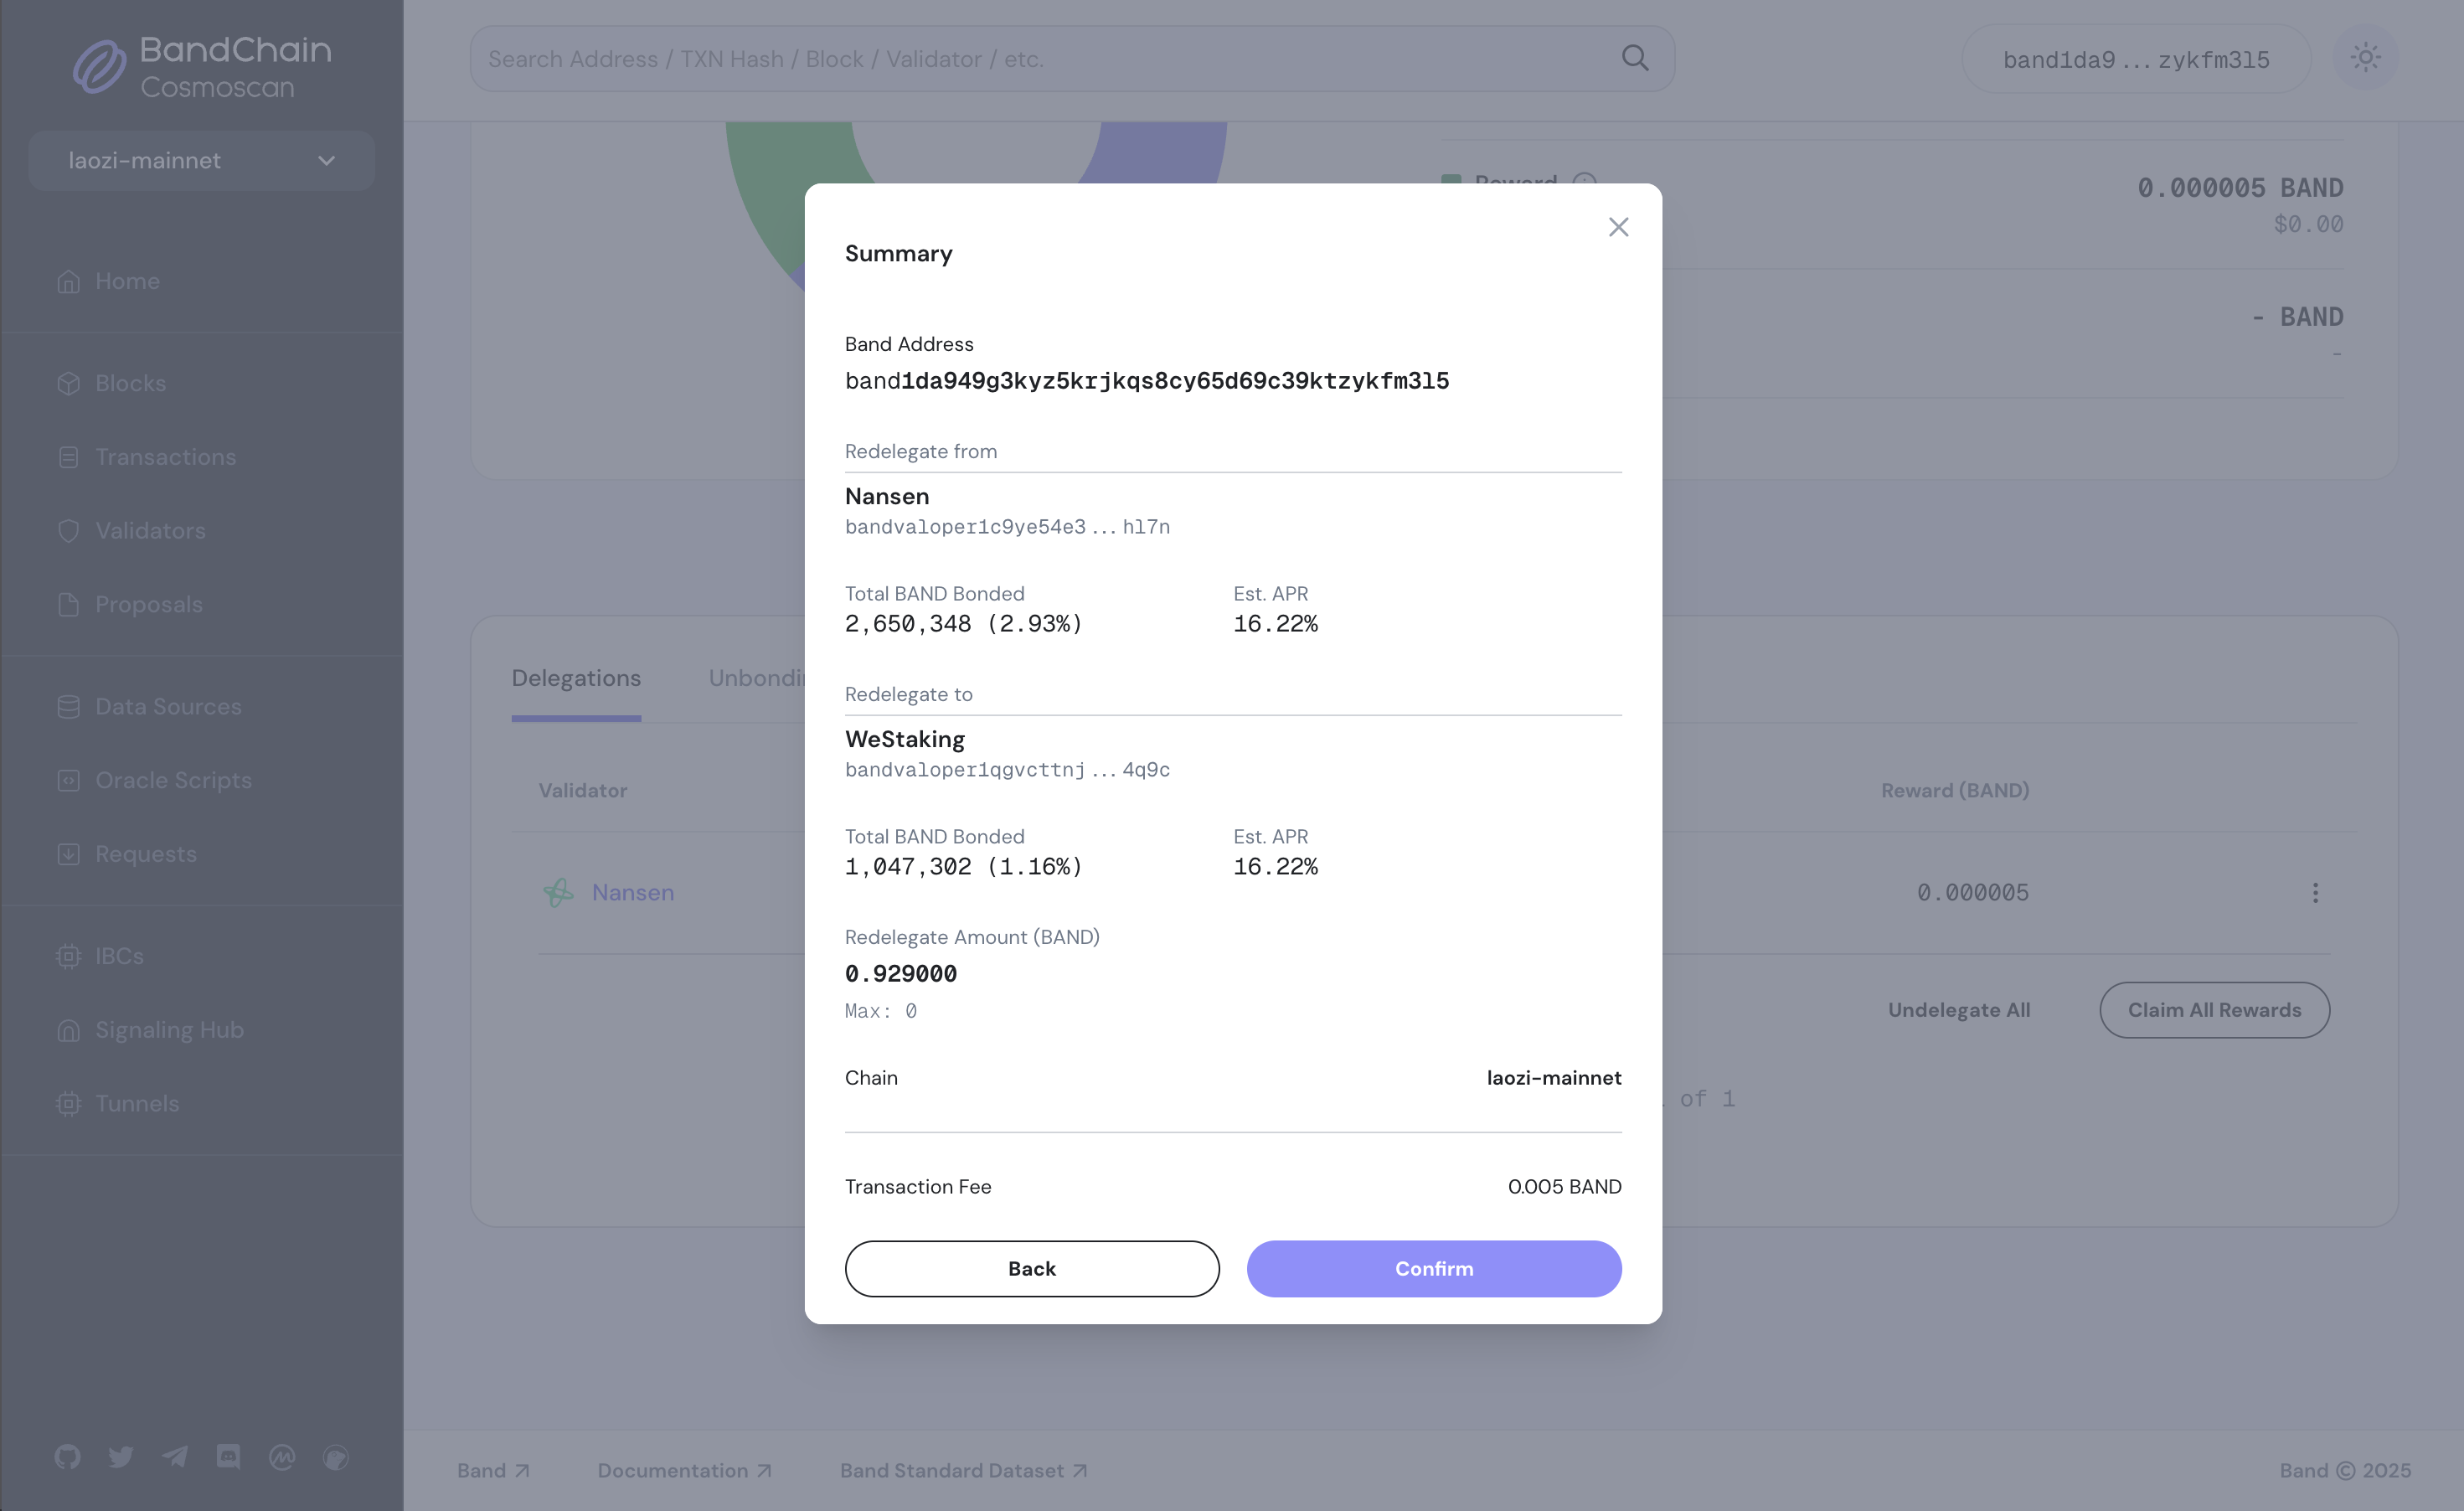 BandChain
Cosmoscan
laozi-mainnet
Home
Blocks
Transactions
Validators
Proposals
Data Sources
Oracle Scripts
Requests
IBCs
Signaling Hub
Tunnels
Search Address / TXN Hash / Block / Validator / etc.
band1da9...zykfm3l5
Reward
0.000005 BAND
$0.00
- BAND
-
Summary
Band Address
band1da949g3kyz5krjkqs8cy65d69c39ktzykfm3l5
Redelegate from
Nansen
bandvaloper1c9ye54e3...hl7n
Total BAND Bonded Est. APR
2,650,348 (2.93%) 16.22%
Redelegate to
WeStaking
bandvaloper1qgvcttnj...4q9c
Total BAND Bonded Est. APR
1,047,302 (1.16%) 16.22%
Redelegate Amount (BAND)
0.929000
Max: 0
Chain laozi-mainnet
Transaction Fee 0.005 BAND
Back Confirm
Delegations
Validator Reward (BAND)
Nansen 0.000005
Undelegate All Claim All Rewards
of 1
Band Documentation Band Standard Dataset Band © 2025